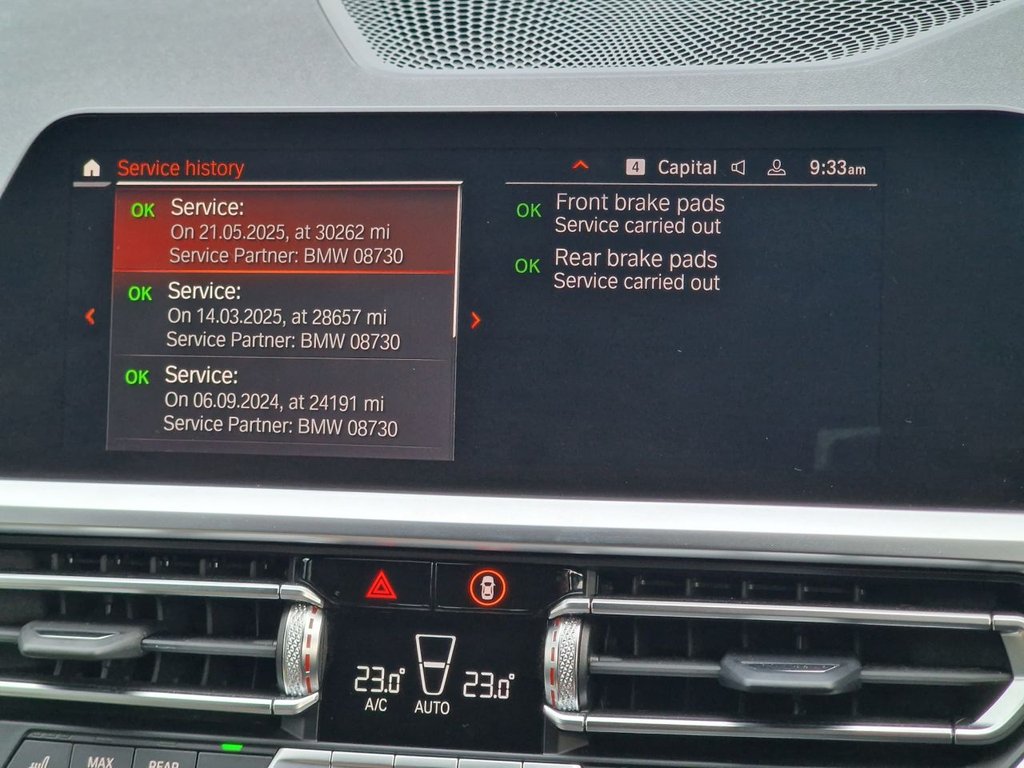 Service history
4 Capital 9:33am
OK Service:
On 21.05.2025, at 30262 mi
Service Partner: BMW 08730
OK Service:
On 14.03.2025, at 28657 mi
Service Partner: BMW 08730
OK Service:
On 06.09.2024, at 24191 mi
Service Partner: BMW 08730
OK Front brake pads
Service carried out
OK Rear brake pads
Service carried out
23.0° 23.0°
A/C AUTO
MAX REAR